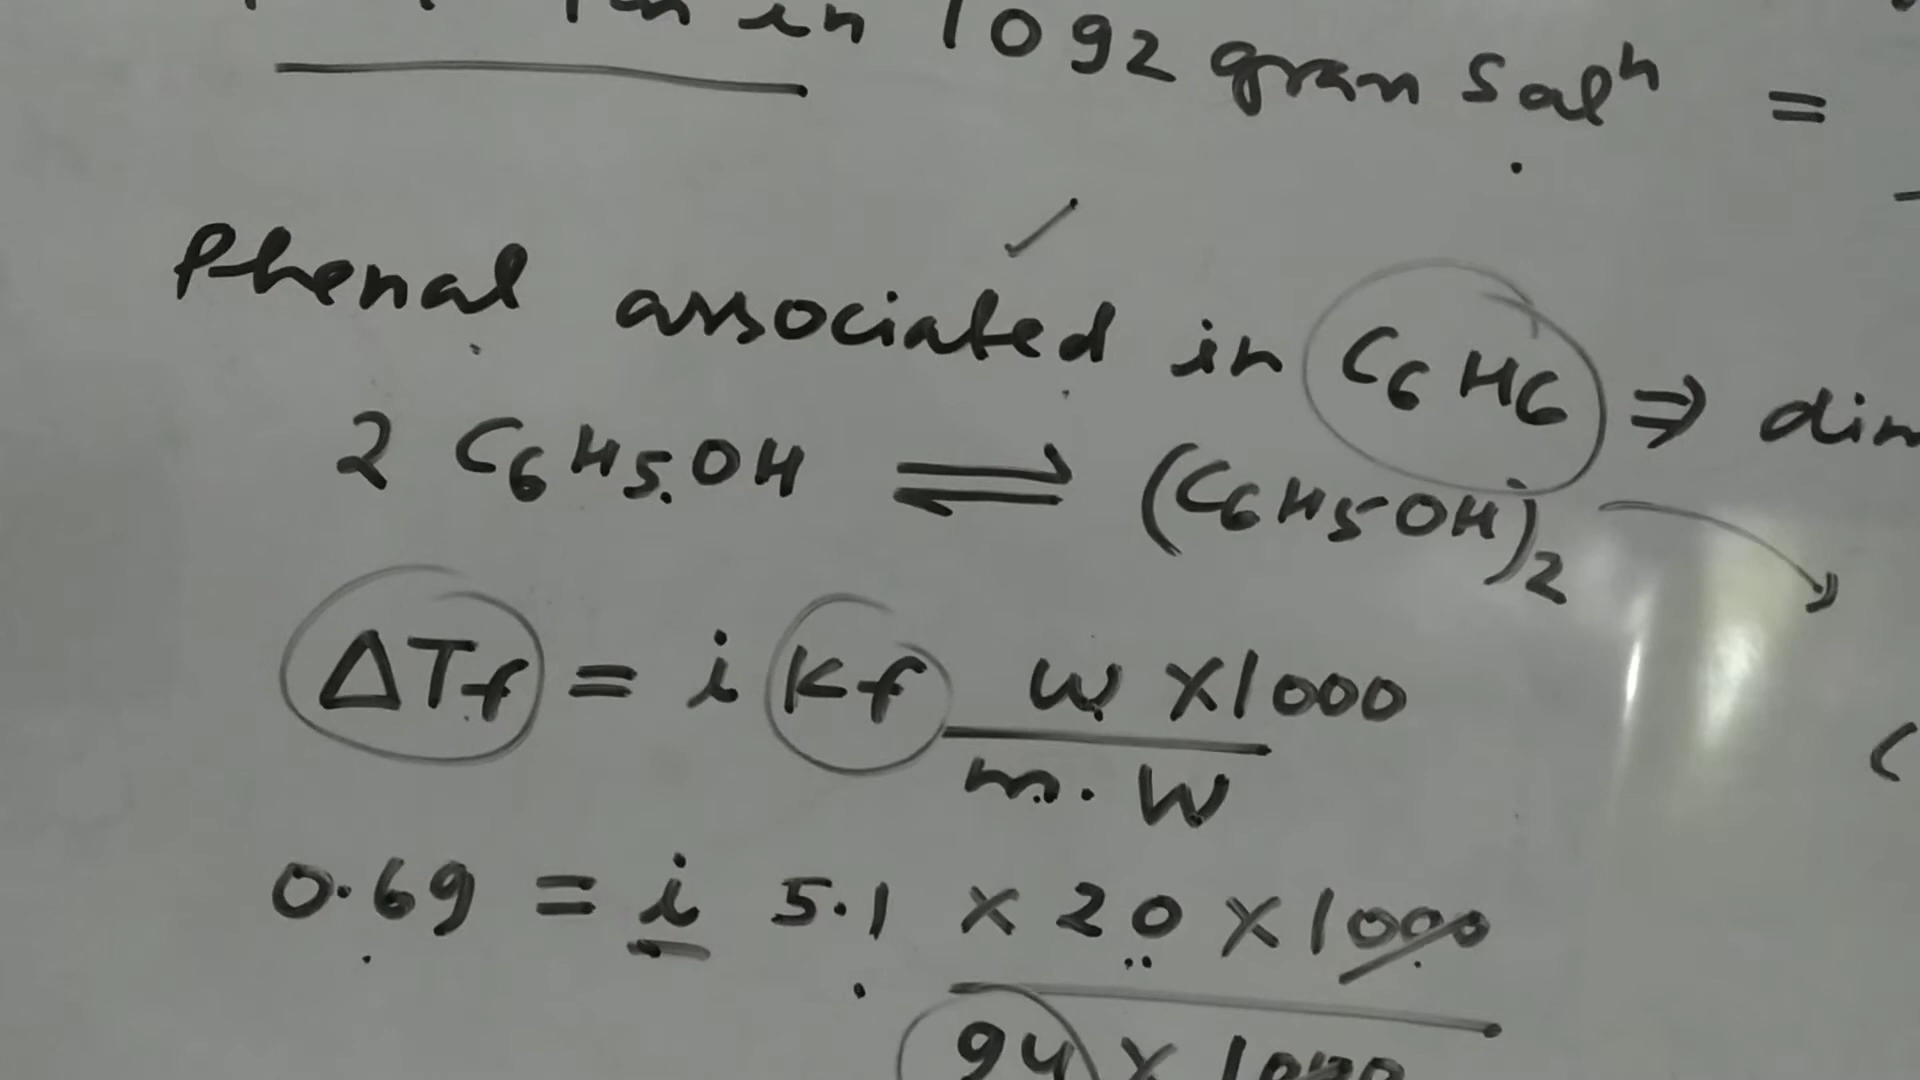 in 1092 gram Salⁿ =
Phenal associated in C6H6 ⇒ dim
2 C6H5OH ⇌ (C6H5OH)2
ΔTf = i Kf w X1000
m. W
0.69 = i 5.1 x 20 x 1000
94 x 1000